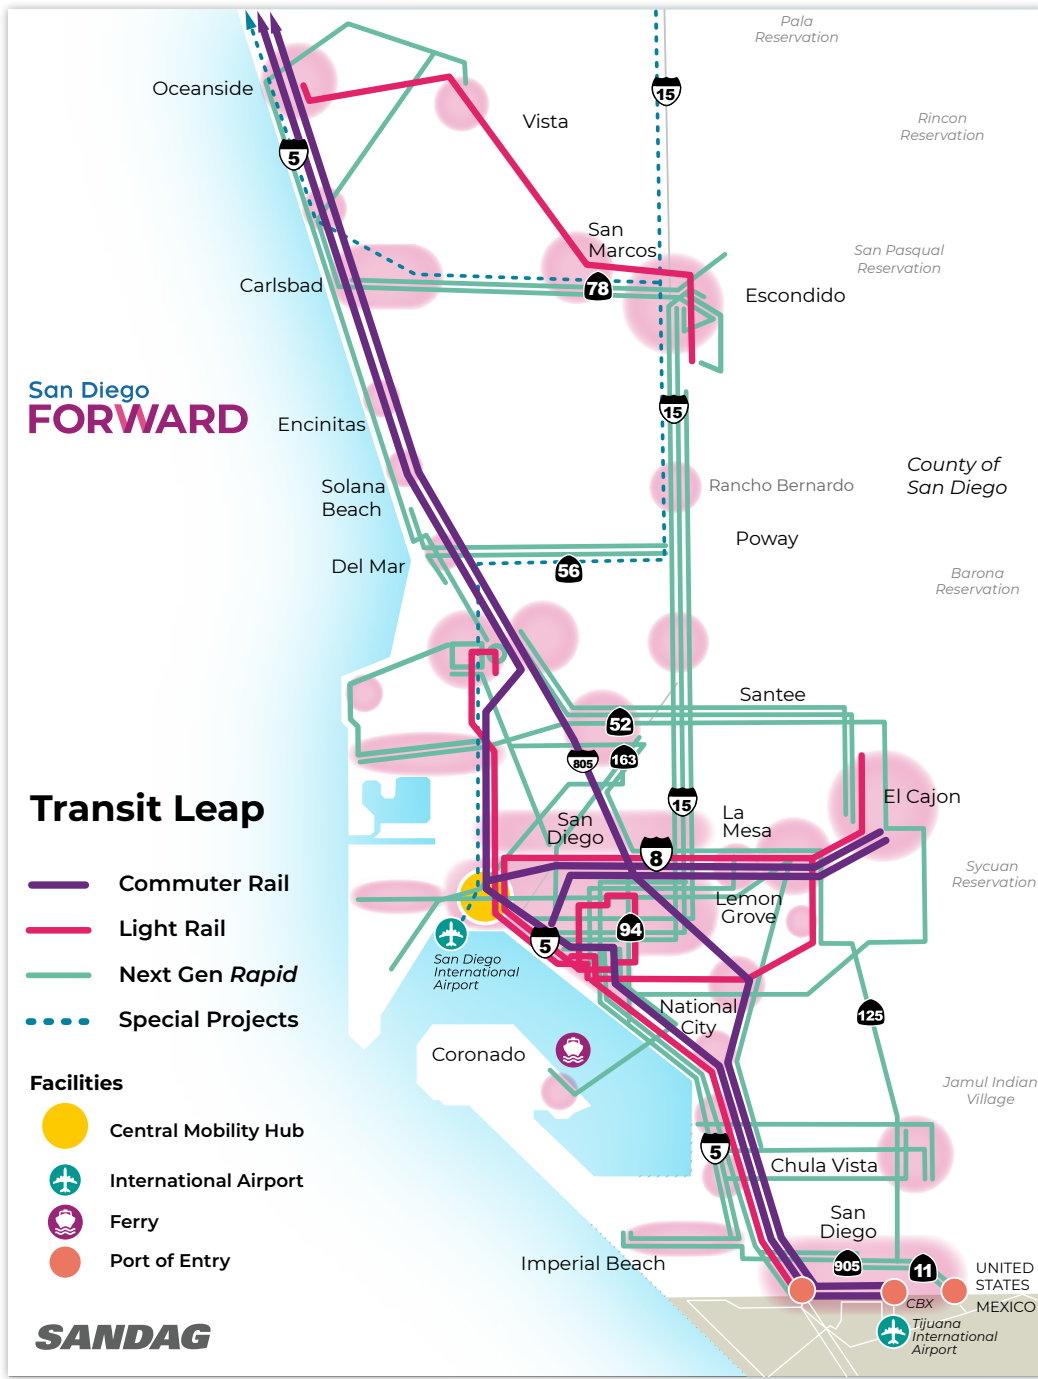 Pala
Reservation
Oceanside
15
Vista
Rincon
Reservation
5
San
Marcos
San Pasqual
Reservation
Carlsbad
78
Escondido
San Diego
FORWARD
15
Encinitas
County of
San Diego
Solana
Beach
Rancho Bernardo
Poway
Del Mar
56
Barona
Reservation
Santee
52
163
805
15
El Cajon
Transit Leap
San
Diego
La
Mesa
8
Sycuan
Reservation
Commuter Rail
Light Rail
Next Gen Rapid
Special Projects
Lemon
Grove
94
5
San Diego
International
Airport
National
City
125
Coronado
Jamul Indian
Village
Facilities
Central Mobility Hub
International Airport
Ferry
Port of Entry
5
Chula Vista
San
Diego
905
11
Imperial Beach
UNITED
STATES
MEXICO
CBX
Tijuana
International
Airport
SANDAG